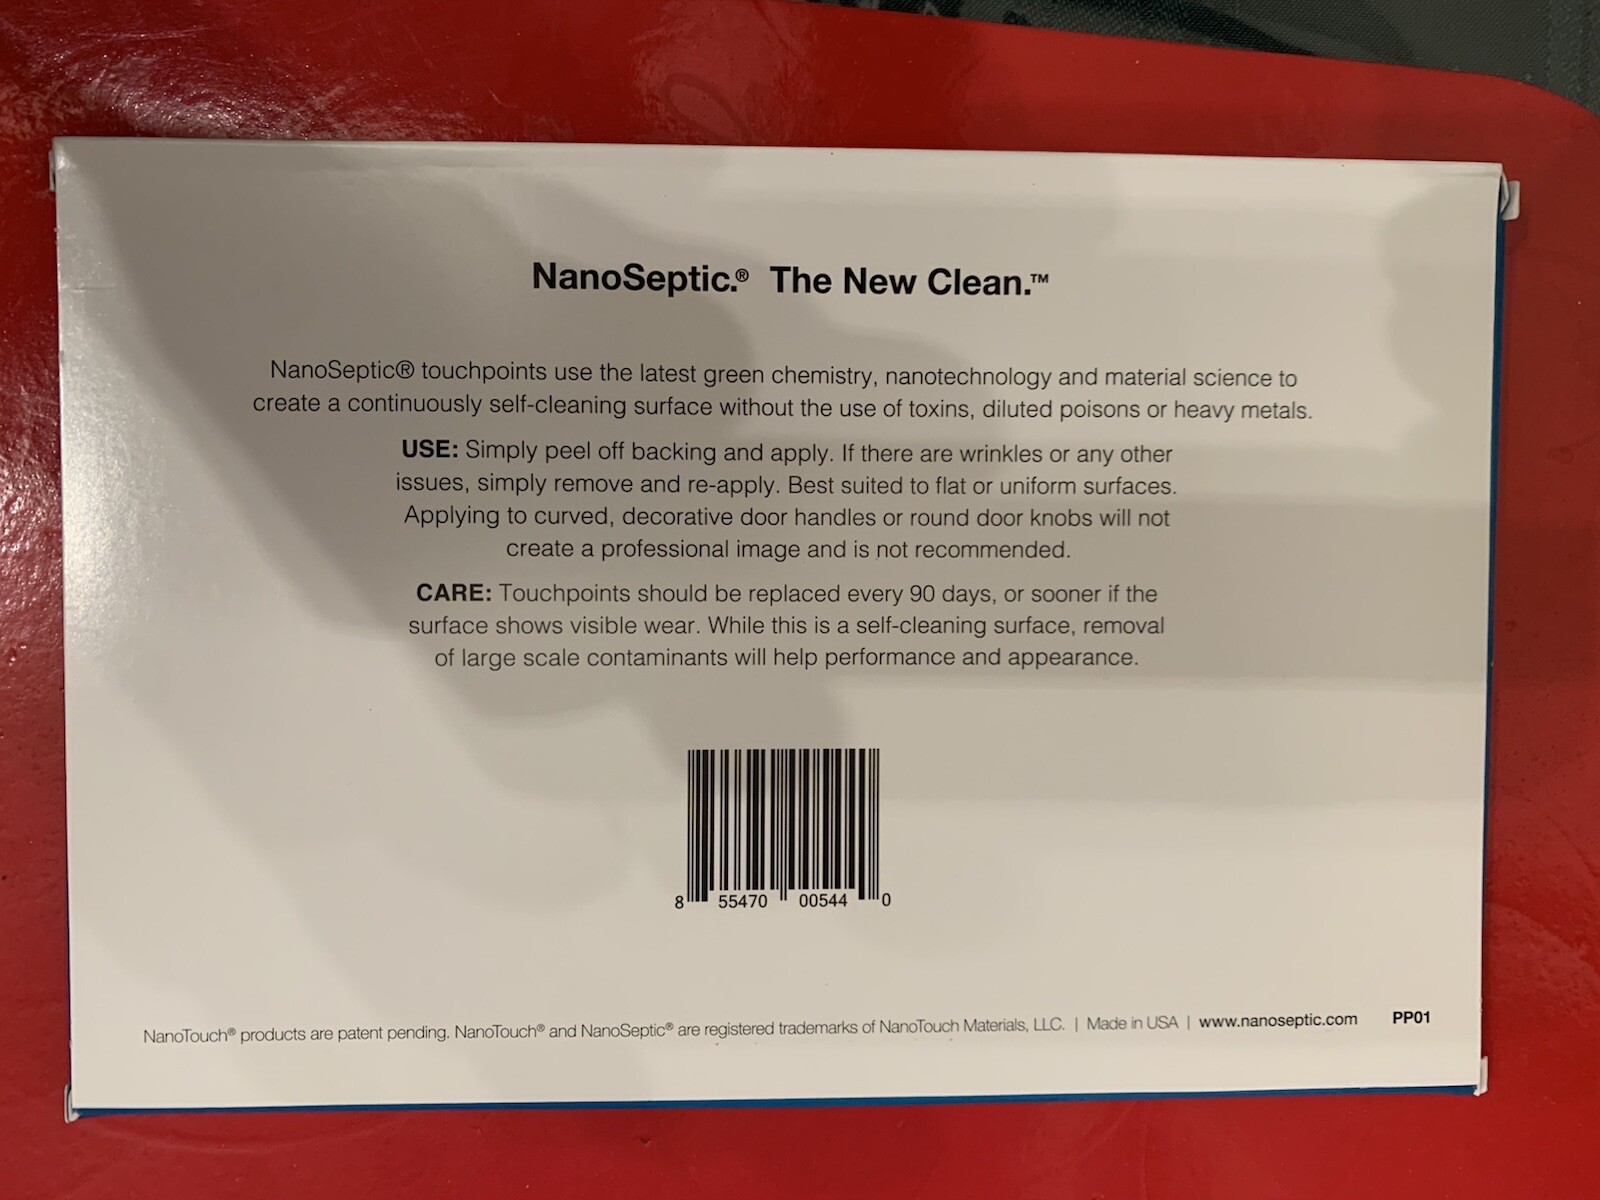 NanoSeptic.® The New Clean.™
NanoSeptic® touchpoints use the latest green chemistry, nanotechnology and material science to
create a continuously self-cleaning surface without the use of toxins, diluted poisons or heavy metals.
USE: Simply peel off backing and apply. If there are wrinkles or any other
issues, simply remove and re-apply. Best suited to flat or uniform surfaces.
Applying to curved, decorative door handles or round door knobs will not
create a professional image and is not recommended.
CARE: Touchpoints should be replaced every 90 days, or sooner if the
surface shows visible wear. While this is a self-cleaning surface, removal
of large scale contaminants will help performance and appearance.
8 55470 00544 0
NanoTouch® products are patent pending. NanoTouch® and NanoSeptic® are registered trademarks of NanoTouch Materials, LLC. | Made in USA | www.nanoseptic.com PP01